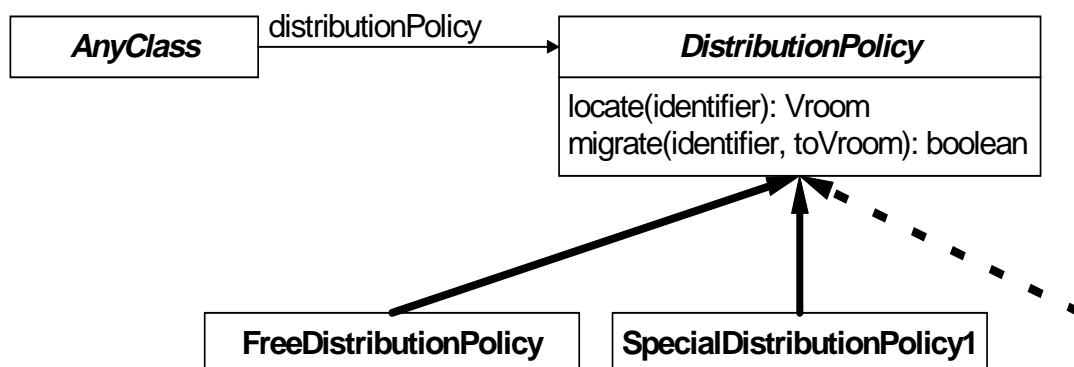 AnyClass
distributionPolicy
DistributionPolicy
locate(identifier): Vroom
migrate(identifier, toVroom): boolean
FreeDistributionPolicy
SpecialDistributionPolicy1